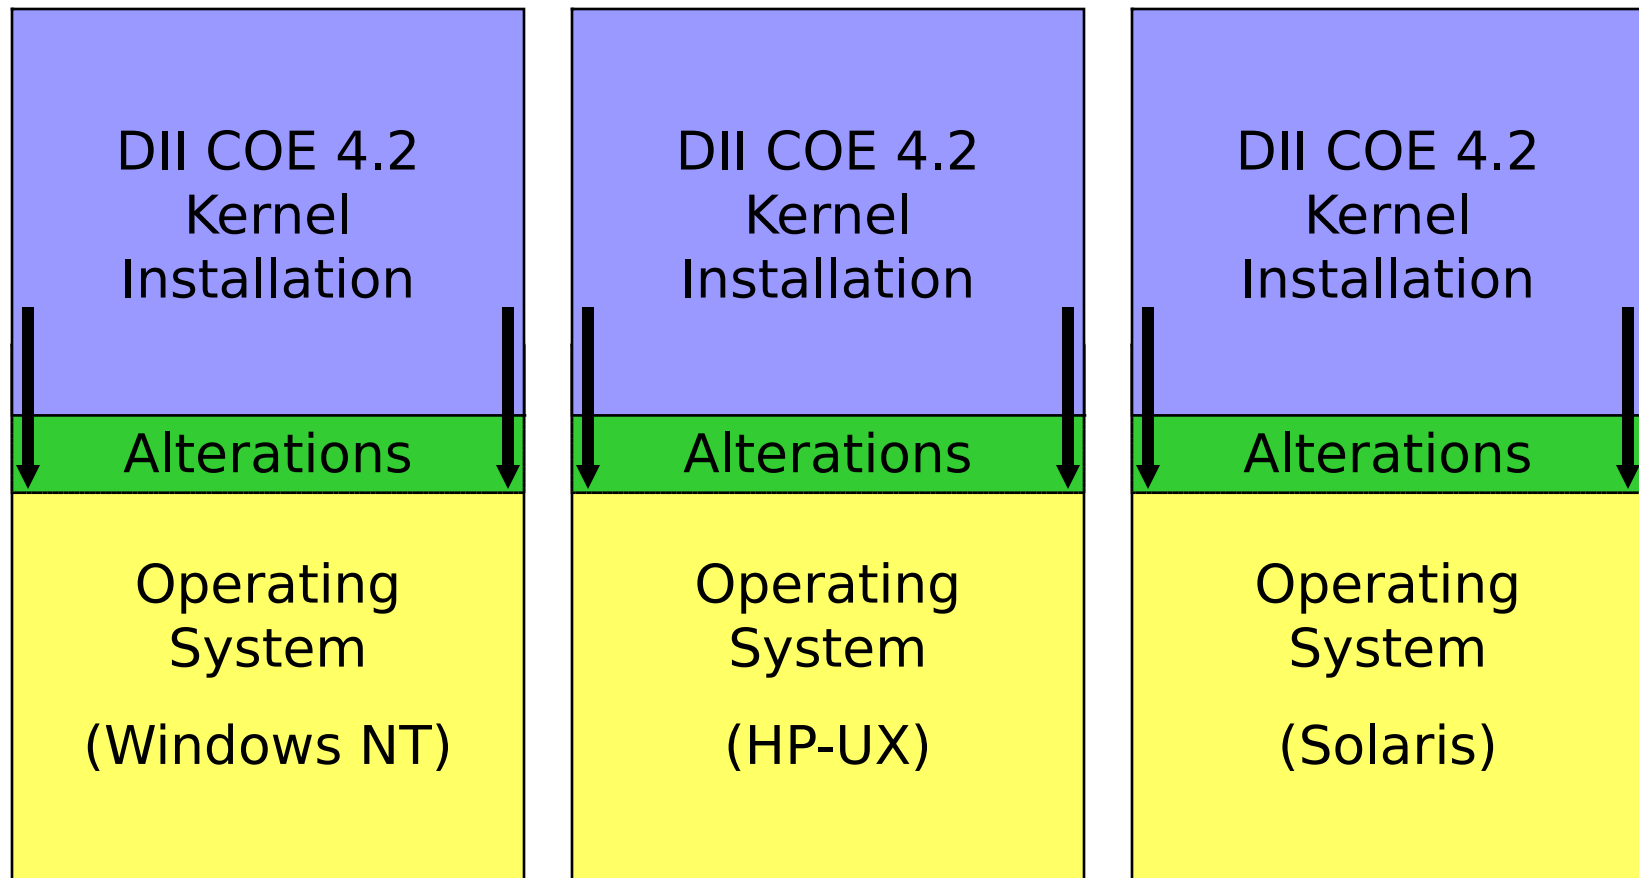 DII COE 4.2
Kernel
Installation
Alterations
Operating
System
(Windows NT)
DII COE 4.2
Kernel
Installation
Alterations
Operating
System
(HP-UX)
DII COE 4.2
Kernel
Installation
Alterations
Operating
System
(Solaris)